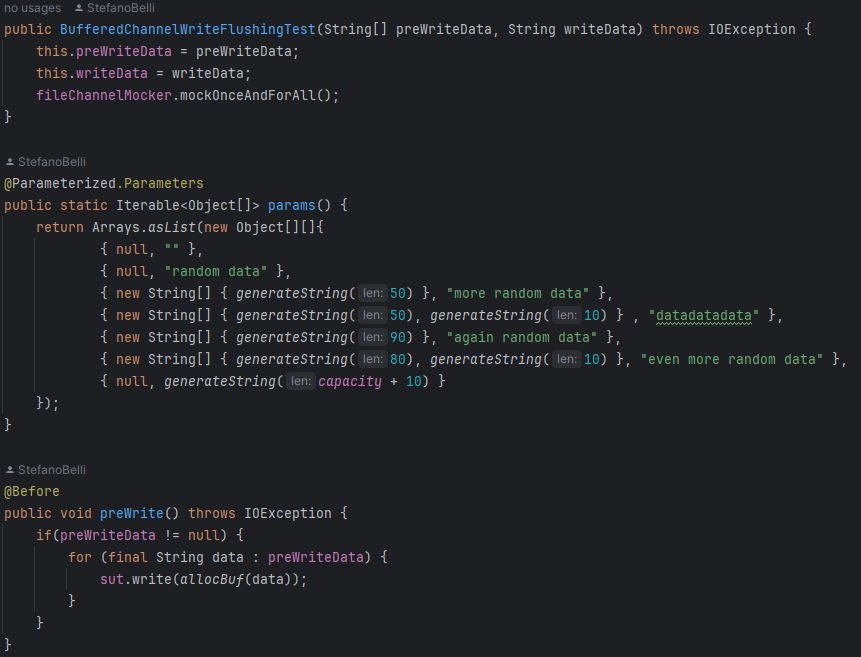 no usages StefanoBelli
public BufferedChannelWriteFlushingTest(String[] preWriteData, String writeData) throws IOException {
    this.preWriteData = preWriteData;
    this.writeData = writeData;
    fileChannelMocker.mockOnceAndForAll();
}
StefanoBelli
@Parameterized.Parameters
public static Iterable<Object[]> params() {
    return Arrays.asList(new Object[][]{
            { null, "" },
            { null, "random data" },
            { new String[] { generateString( len: 50) }, "more random data" },
            { new String[] { generateString( len: 50), generateString( len: 10) } , "datadatadata" },
            { new String[] { generateString( len: 90) }, "again random data" },
            { new String[] { generateString( len: 80), generateString( len: 10) }, "even more random data" },
            { null, generateString( len: capacity + 10) }
    });
}
StefanoBelli
@Before
public void preWrite() throws IOException {
    if(preWriteData != null) {
        for (final String data : preWriteData) {
            sut.write(allocBuf(data));
        }
    }
}